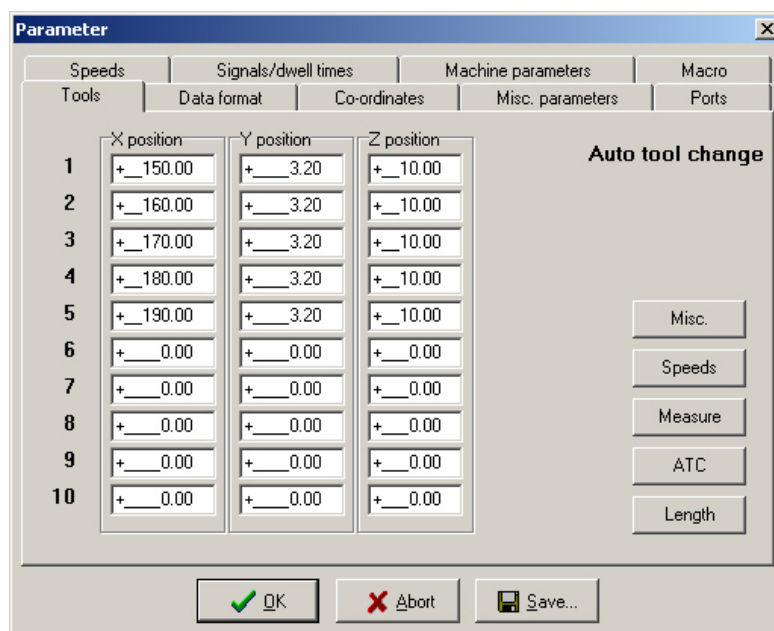 Parameter
Speeds Signals/dwell times Machine parameters Macro
Tools Data format Co-ordinates Misc. parameters Ports
X position Y position Z position
Auto tool change
1 +__150.00 +____3.20 +__10.00
2 +__160.00 +____3.20 +__10.00
3 +__170.00 +____3.20 +__10.00
4 +__180.00 +____3.20 +__10.00
5 +__190.00 +____3.20 +__10.00
Misc.
6 +____0.00 +____0.00 +___0.00
Speeds
7 +____0.00 +____0.00 +___0.00
8 +____0.00 +____0.00 +___0.00
Measure
9 +____0.00 +____0.00 +___0.00
ATC
10 +____0.00 +____0.00 +___0.00
Length
OK Abort Save...